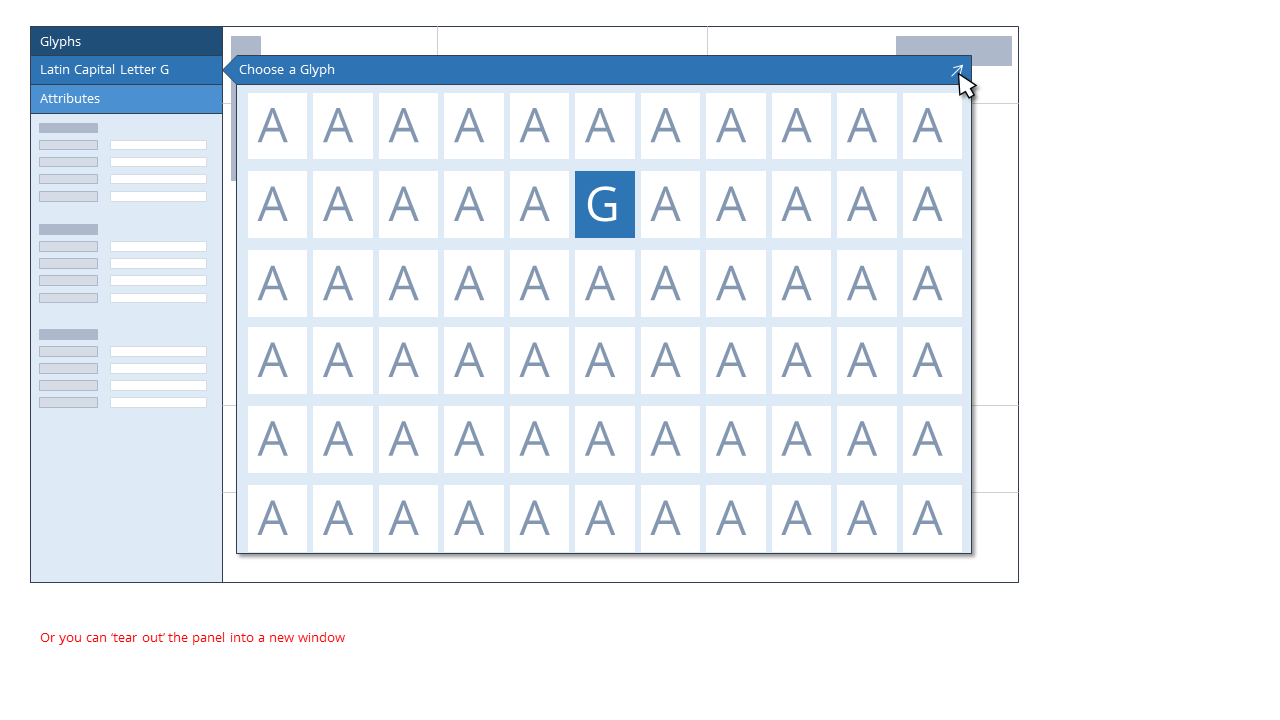 Glyphs
Latin Capital Letter G
Attributes
Choose a Glyph
A A A A A A A A A A A
A A A A A G A A A A A
A A A A A A A A A A A
A A A A A A A A A A A
A A A A A A A A A A A
A A A A A A A A A A A
Or you can ‘tear out’ the panel into a new window